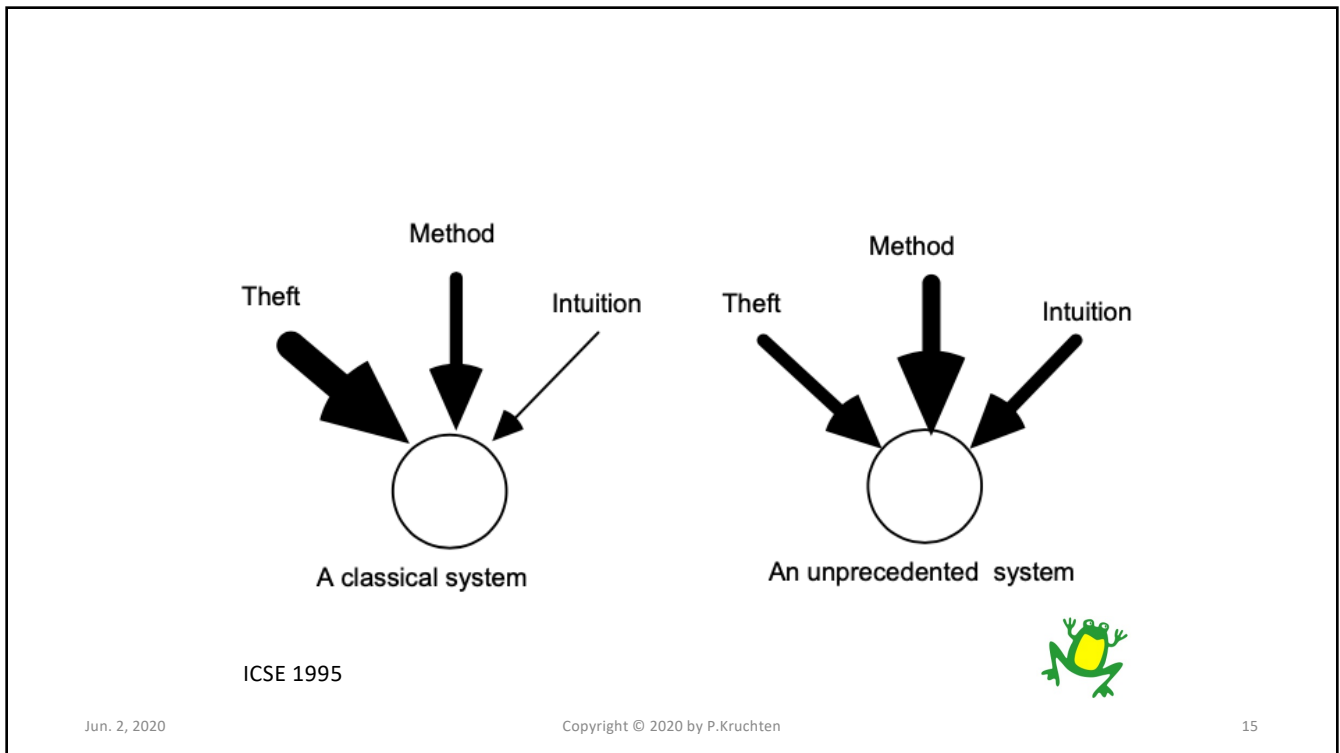 Method
Theft
Intuition
A classical system
Method
Theft
Intuition
An unprecedented system
ICSE 1995
Jun. 2, 2020
Copyright © 2020 by P.Kruchten
15